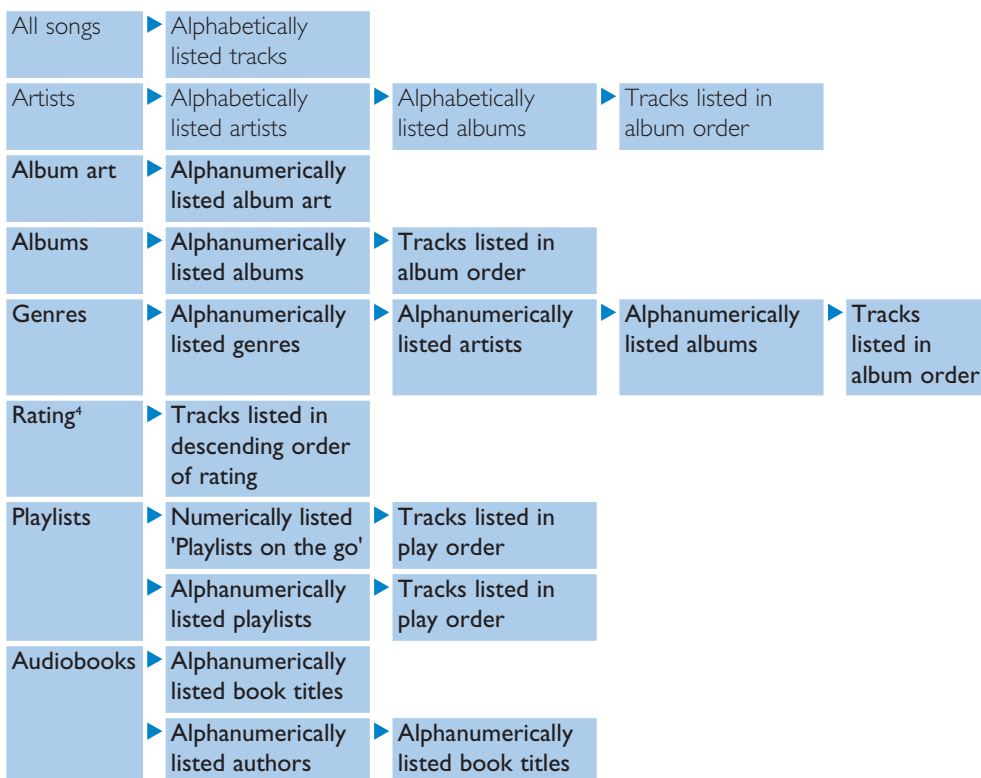 All songs
Alphabetically
listed tracks
Artists
Alphabetically
listed artists
Alphabetically
listed albums
Tracks listed in
album order
Album art
Alphanumerically
listed album art
Albums
Alphanumerically
listed albums
Tracks listed in
album order
Genres
Alphanumerically
listed genres
Alphanumerically
listed artists
Alphanumerically
listed albums
Tracks
listed in
album order
Rating⁴
Tracks listed in
descending order
of rating
Playlists
Numerically listed
'Playlists on the go'
Tracks listed in
play order
Alphanumerically
listed playlists
Tracks listed in
play order
Audiobooks
Alphanumerically
listed book titles
Alphanumerically
listed authors
Alphanumerically
listed book titles